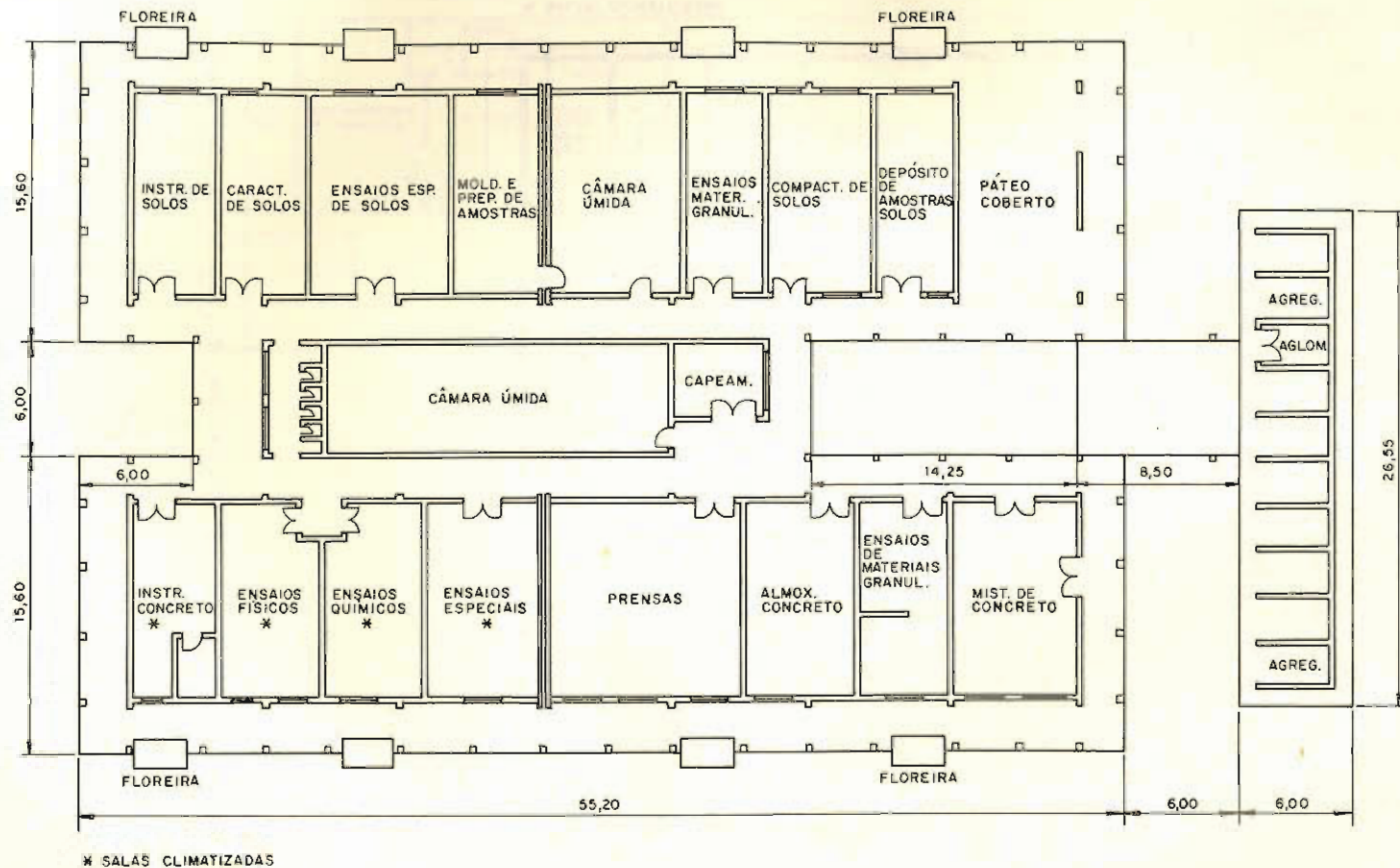 FLOREIRA
FLOREIRA
15,60
INSTR. DE
SOLOS
CARACT.
DE SOLOS
ENSAIOS ESP.
DE SOLOS
MOLD. E
PREP. DE
AMOSTRAS
CÂMARA
ÚMIDA
ENSAIOS
MATER.
GRANUL.
COMPACT. DE
SOLOS
DEPÓSITO
DE
AMOSTRAS
SOLOS
PÁTEO
COBERTO
AGREG.
AGLOM.
6,00
CÂMARA ÚMIDA
CAPEAM.
6,00
14,25
8,50
26,55
15,60
INSTR.
CONCRETO
*
ENSAIOS
FÍSICOS
*
ENSAIOS
QUIMICOS
*
ENSAIOS
ESPECIAIS
*
PRENSAS
ALMOX.
CONCRETO
ENSAIOS
DE
MATERIAIS
GRANUL.
MIST. DE
CONCRETO
AGREG.
FLOREIRA
FLOREIRA
55,20
6,00
6,00
* SALAS CLIMATIZADAS